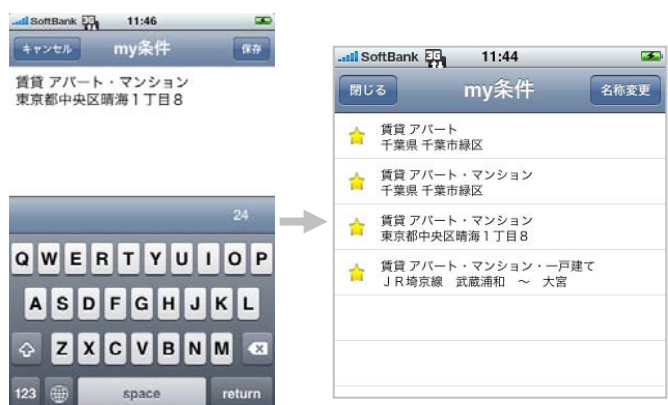 SoftBank 3G 11:46
キャンセル my条件 保存
賃貸 アパート・マンション
東京都中央区晴海1丁目8
24
Q W E R T Y U I O P
A S D F G H J K L
Z X C V B N M
123 space return
SoftBank 3G 11:44
閉じる my条件 名称変更
賃貸 アパート
千葉県 千葉市緑区
賃貸 アパート・マンション
千葉県 千葉市緑区
賃貸 アパート・マンション
東京都中央区晴海1丁目8
賃貸 アパート・マンション・一戸建て
JR埼京線 武蔵浦和 ～ 大宮